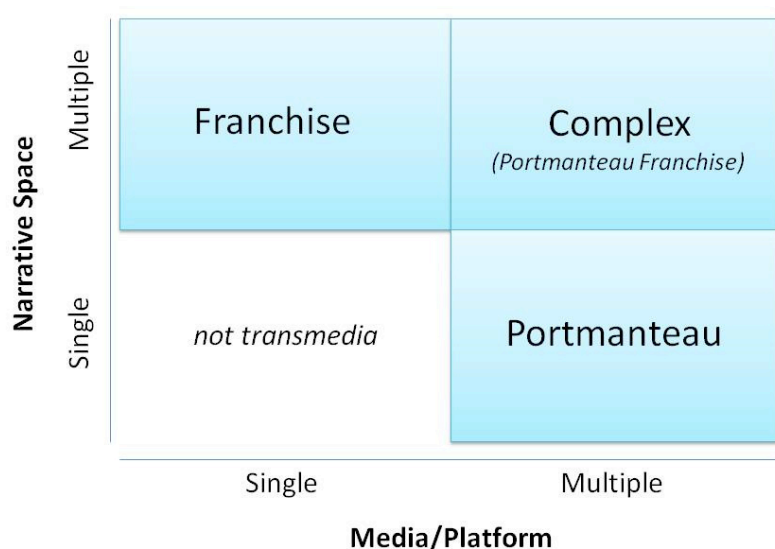 Narrative Space
Multiple
Single
Franchise
Complex
(Portmanteau Franchise)
not transmedia
Portmanteau
Single
Multiple
Media/Platform